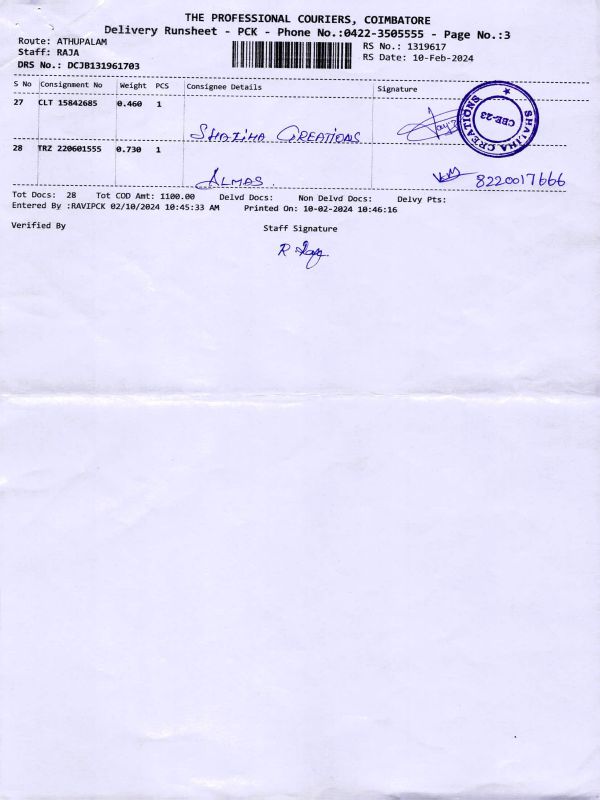 THE PROFESSIONAL COURIERS, COIMBATORE
Delivery Runsheet - PCK - Phone No.:0422-3505555 - Page No.:3
Route: ATHUPALAM
Staff: RAJA
DRS No.: DCJB131961703
RS No.: 1319617
RS Date: 10-Feb-2024
S No Consignment No Weight PCS Consignee Details Signature
27 CLT 15842685 0.460 1
SHAZIHA CREATIONS
SHALIHA CREATIONS
CBE-23
28 TRZ 220601555 0.730 1
ALMAS. 8220017666
Tot Docs: 28 Tot COD Amt: 1100.00 Delvd Docs: Non Delvd Docs: Delvy Pts:
Entered By :RAVIPCK 02/10/2024 10:45:33 AM Printed On: 10-02-2024 10:46:16
Verified By Staff Signature